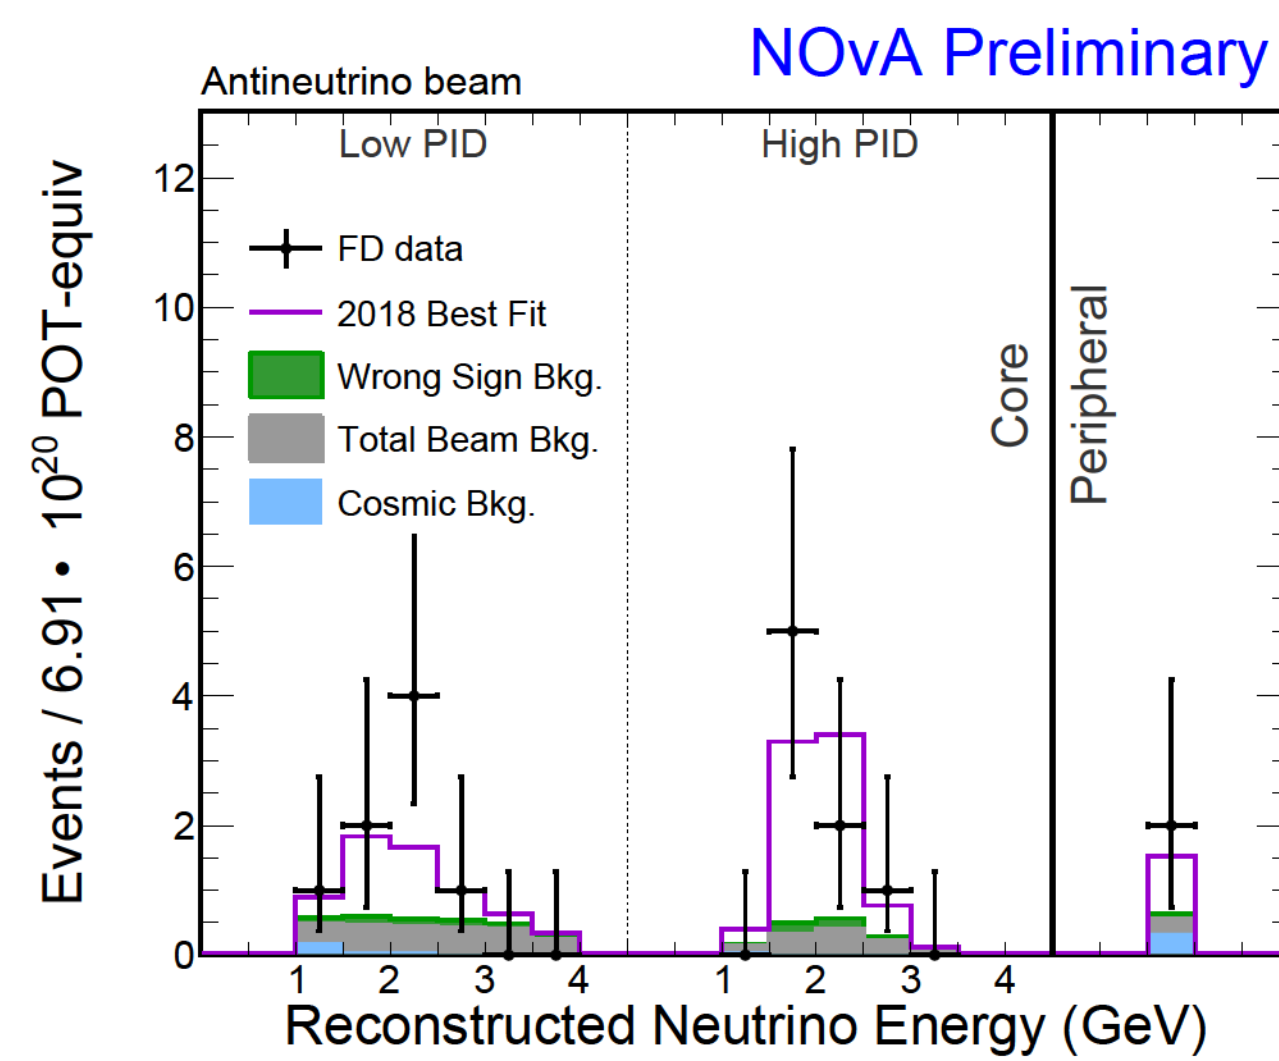 NOvA Preliminary
Antineutrino beam
Low PID
High PID
FD data
2018 Best Fit
Wrong Sign Bkg.
Total Beam Bkg.
Cosmic Bkg.
Core
Peripheral
Events / 6.91 • 10²⁰ POT-equiv
12
10
8
6
4
2
0
1 2 3 4 1 2 3 4
Reconstructed Neutrino Energy (GeV)